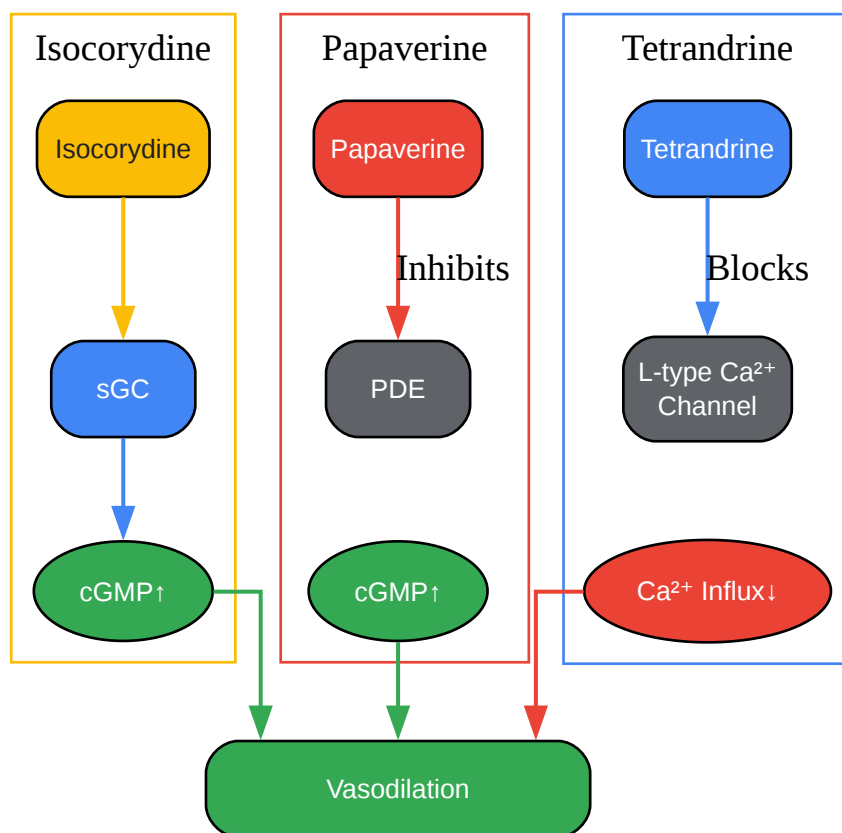 Isocorydine
Papaverine
Tetrandrine
Isocorydine
Papaverine
Tetrandrine
Inhibits
Blocks
sGC
PDE
L-type Ca²⁺
Channel
cGMP↑
cGMP↑
Ca²⁺ Influx↓
Vasodilation